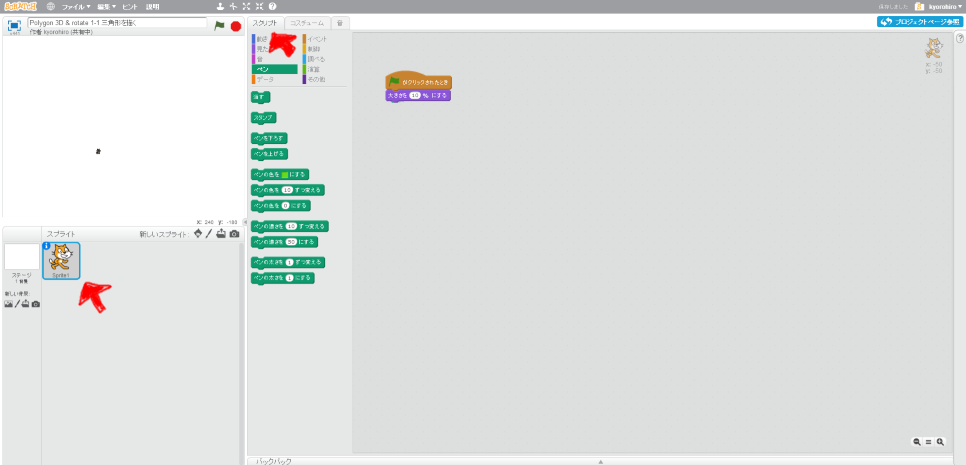 SCRATCH ファイル▼ 編集▼ ヒント 説明 保存しました kyorohiro▼
Polygon 3D & rotate 1-1 三角形を描く
作者 kyorohiro (共有中)
プロジェクトページ参照
スクリプト コスチューム 音
動き イベント
見た 制御
音 調べる
ペン 演算
データ その他
消す
スタンプ
ペンを下ろす
ペンを上げる
ペンの色を にする
ペンの色を 10 ずつ変える
ペンの色を 0 にする
ペンの濃さを 10 ずつ変える
ペンの濃さを 50 にする
ペンの太さを 1 ずつ変える
ペンの太さを 1 にする
がクリックされたとき
大きさを 10 % にする
x: -50
y: -50
x: 240 y: -180
スプライト 新しいスプライト:
ステージ
1 背景
新しい背景:
Sprite1
バックパック